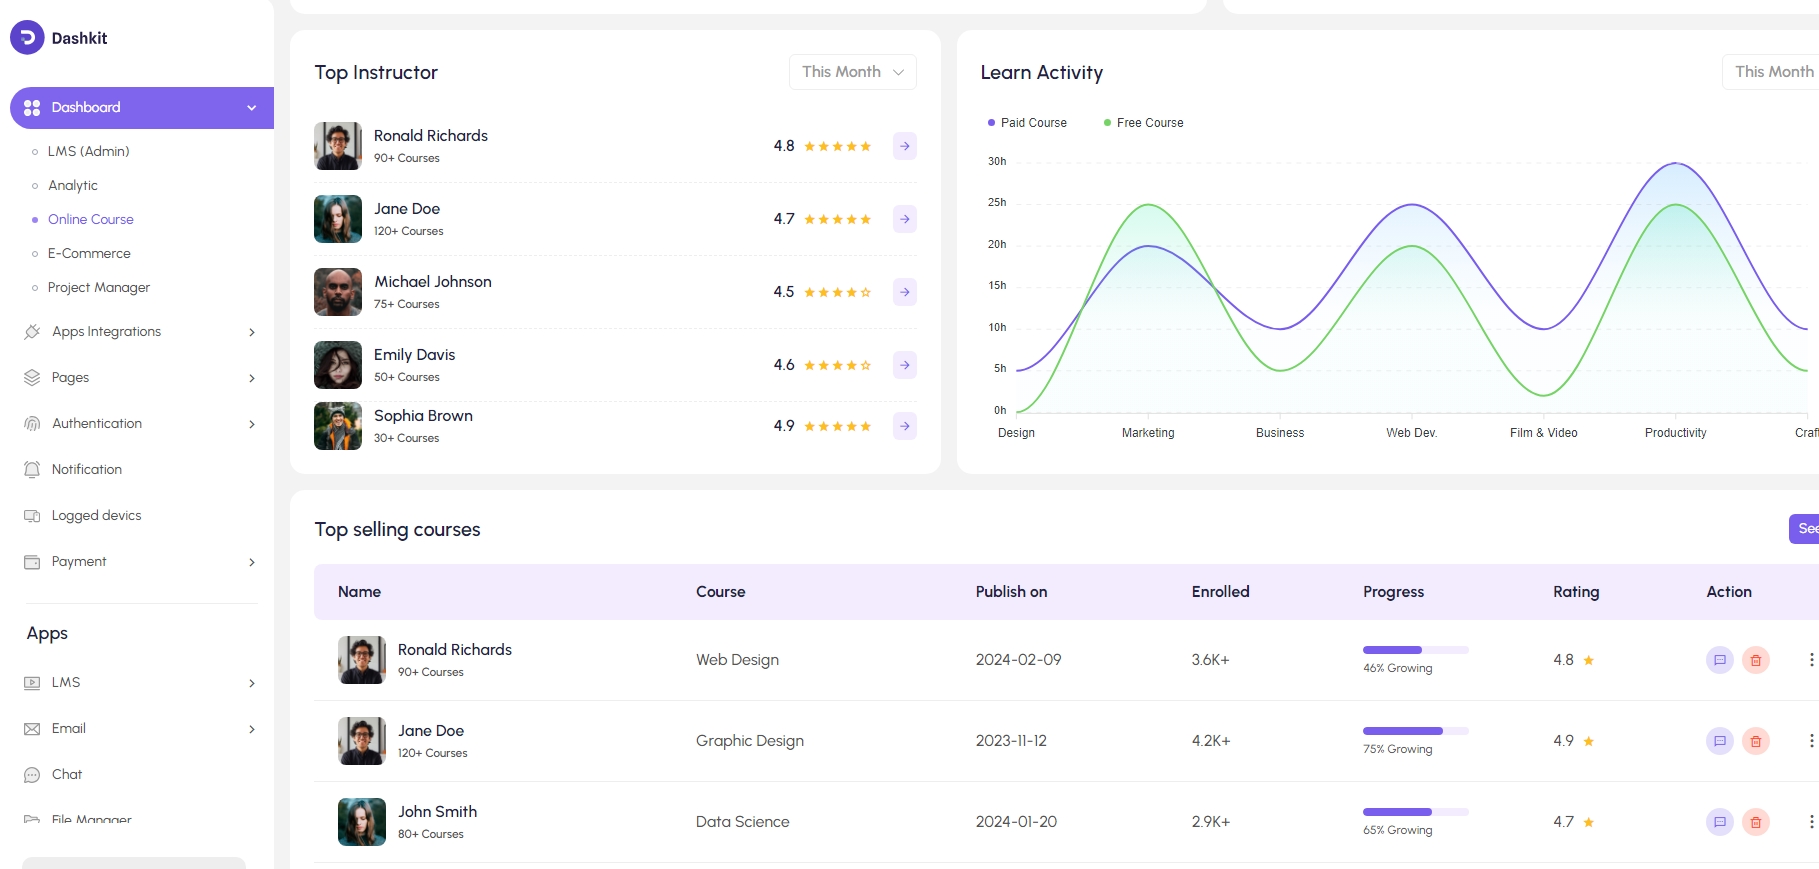 Dashkit
Dashboard
LMS (Admin)
Analytic
Online Course
E-Commerce
Project Manager
Apps Integrations
Pages
Authentication
Notification
Logged devics
Payment
Apps
LMS
Email
Chat
File Manager
Top Instructor
This Month
Ronald Richards
90+ Courses
4.8
Jane Doe
120+ Courses
4.7
Michael Johnson
75+ Courses
4.5
Emily Davis
50+ Courses
4.6
Sophia Brown
30+ Courses
4.9
Learn Activity
This Month
Paid Course
Free Course
30h
25h
20h
15h
10h
5h
0h
Design Marketing Business Web Dev. Film & Video Productivity Craf
Top selling courses
See
Name Course Publish on Enrolled Progress Rating Action
Ronald Richards
90+ Courses
Web Design
2024-02-09
3.6K+
46% Growing
4.8
Jane Doe
120+ Courses
Graphic Design
2023-11-12
4.2K+
75% Growing
4.9
John Smith
80+ Courses
Data Science
2024-01-20
2.9K+
65% Growing
4.7